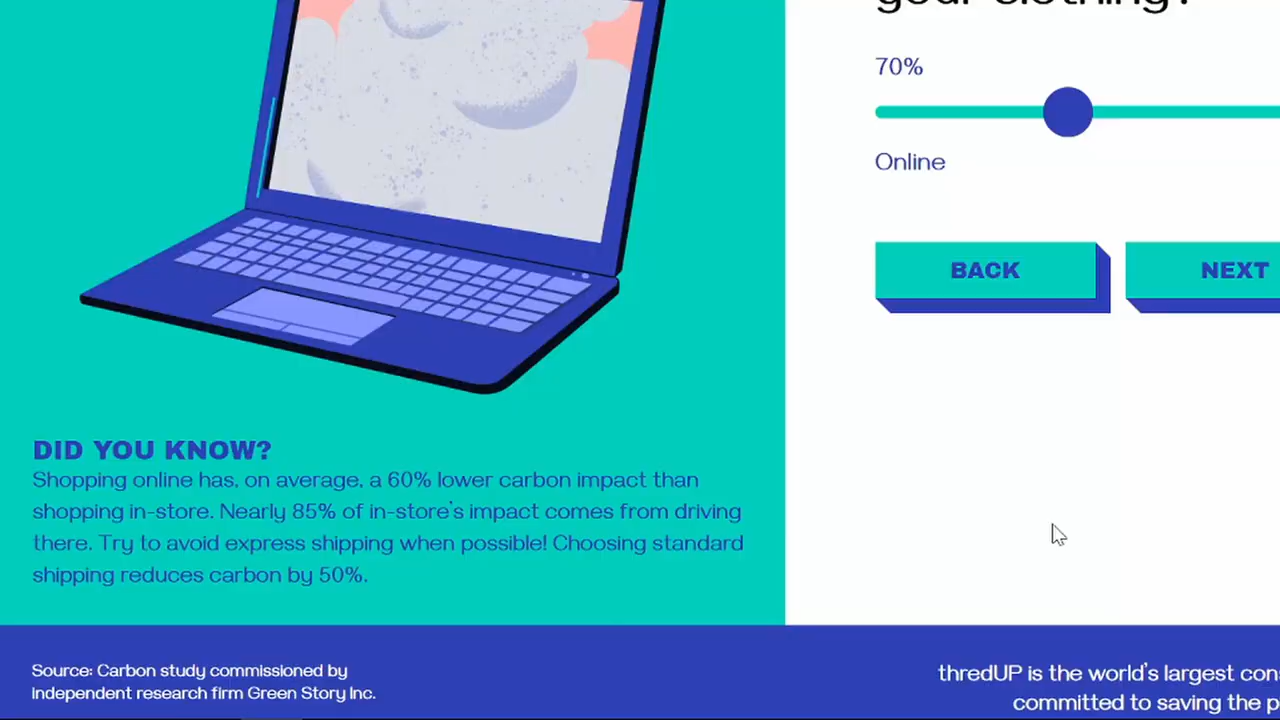 your clothing?
70%
Online
BACK
NEXT
DID YOU KNOW?
Shopping online has, on average, a 60% lower carbon impact than
shopping in-store. Nearly 85% of in-store's impact comes from driving
there. Try to avoid express shipping when possible! Choosing standard
shipping reduces carbon by 50%.
Source: Carbon study commissioned by
independent research firm Green Story Inc.
thredUP is the world's largest
committed to saving the